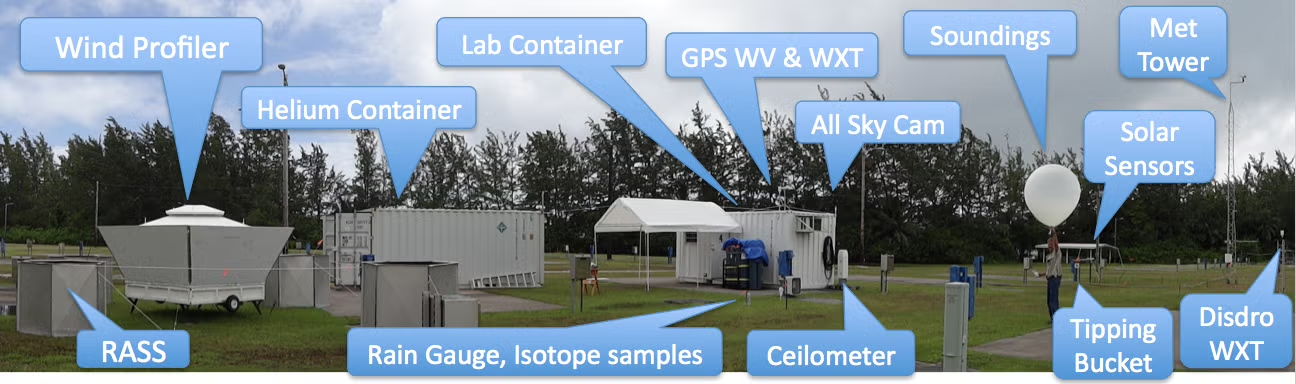 Wind Profiler
Helium Container
Lab Container
GPS WV & WXT
All Sky Cam
Soundings
Met
Tower
Solar
Sensors
RASS
Rain Gauge, Isotope samples
Ceilometer
Tipping
Bucket
Disdro
WXT